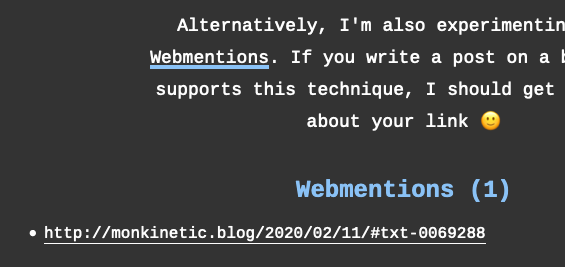 Alternatively, I'm also experimentin
Webmentions. If you write a post on a b
supports this technique, I should get
about your link 🙂
Webmentions (1)
• http://monkinetic.blog/2020/02/11/#txt-0069288